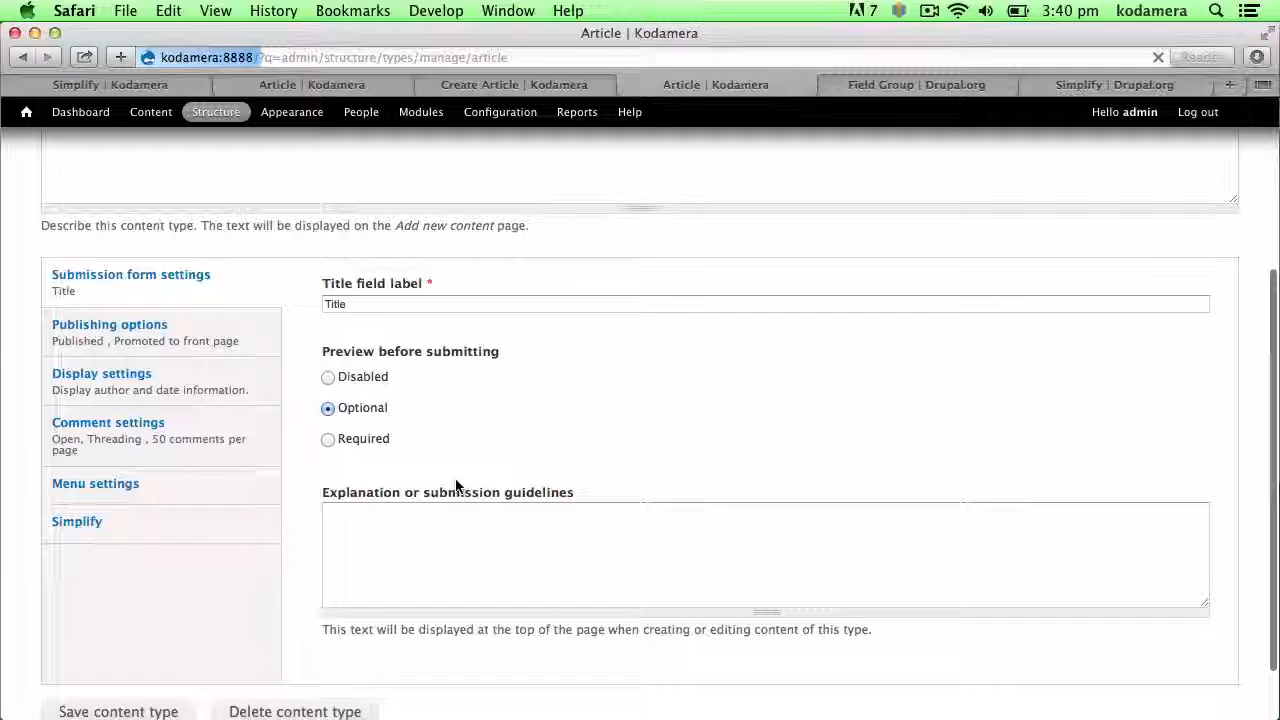 Safari File Edit View History Bookmarks Develop Window Help 7 3:40 pm kodamera
Article | Kodamera
kodamera:8888/?q=admin/structure/types/manage/article Reader
Simplify | Kodamera Article | Kodamera Create Article | Kodamera Article | Kodamera Field Group | Drupal.org Simplify | Drupal.org
Dashboard Content Structure Appearance People Modules Configuration Reports Help Hello admin Log out
Describe this content type. The text will be displayed on the Add new content page.
Submission form settings
Title
Publishing options
Published , Promoted to front page
Display settings
Display author and date information.
Comment settings
Open, Threading , 50 comments per
page
Menu settings
Simplify
Title field label *
Title
Preview before submitting
Disabled
Optional
Required
Explanation or submission guidelines
This text will be displayed at the top of the page when creating or editing content of this type.
Save content type Delete content type